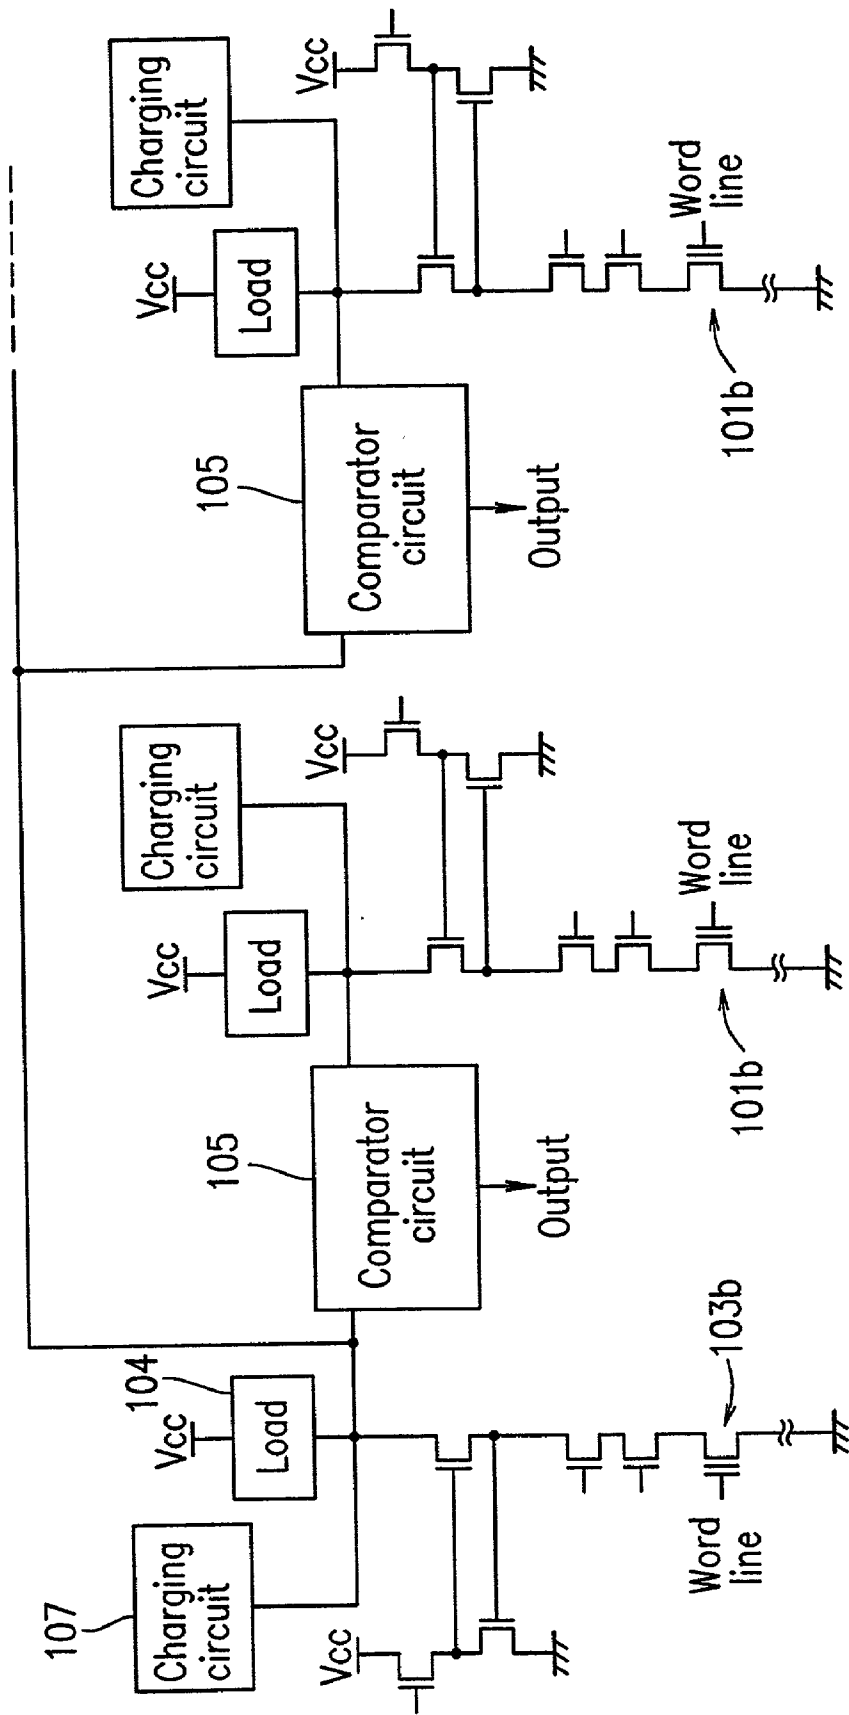 107
Charging
circuit
Vcc
104
Load
Vcc
Word
line
103b
105
Comparator
circuit
Output
Vcc
Load
Charging
circuit
Vcc
101b
Word
line
105
Comparator
circuit
Output
Vcc
Load
Charging
circuit
Vcc
101b
Word
line